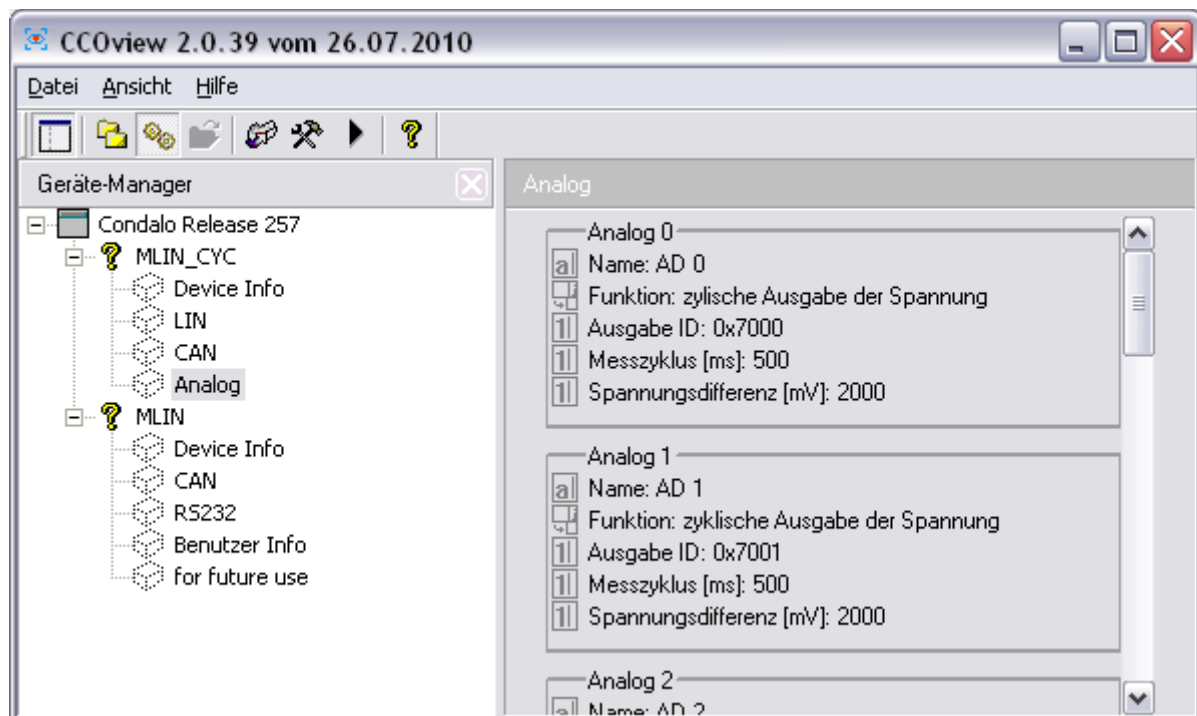 CCOview 2.0.39 vom 26.07.2010
Datei Ansicht Hilfe
Geräte-Manager
Condalo Release 257
MLIN_CYC
Device Info
LIN
CAN
Analog
MLIN
Device Info
CAN
RS232
Benutzer Info
for future use
Analog
Analog 0
Name: AD 0
Funktion: zylische Ausgabe der Spannung
Ausgabe ID: 0x7000
Messzyklus [ms]: 500
Spannungsdifferenz [mV]: 2000
Analog 1
Name: AD 1
Funktion: zyklische Ausgabe der Spannung
Ausgabe ID: 0x7001
Messzyklus [ms]: 500
Spannungsdifferenz [mV]: 2000
Analog 2
Name: AD 2